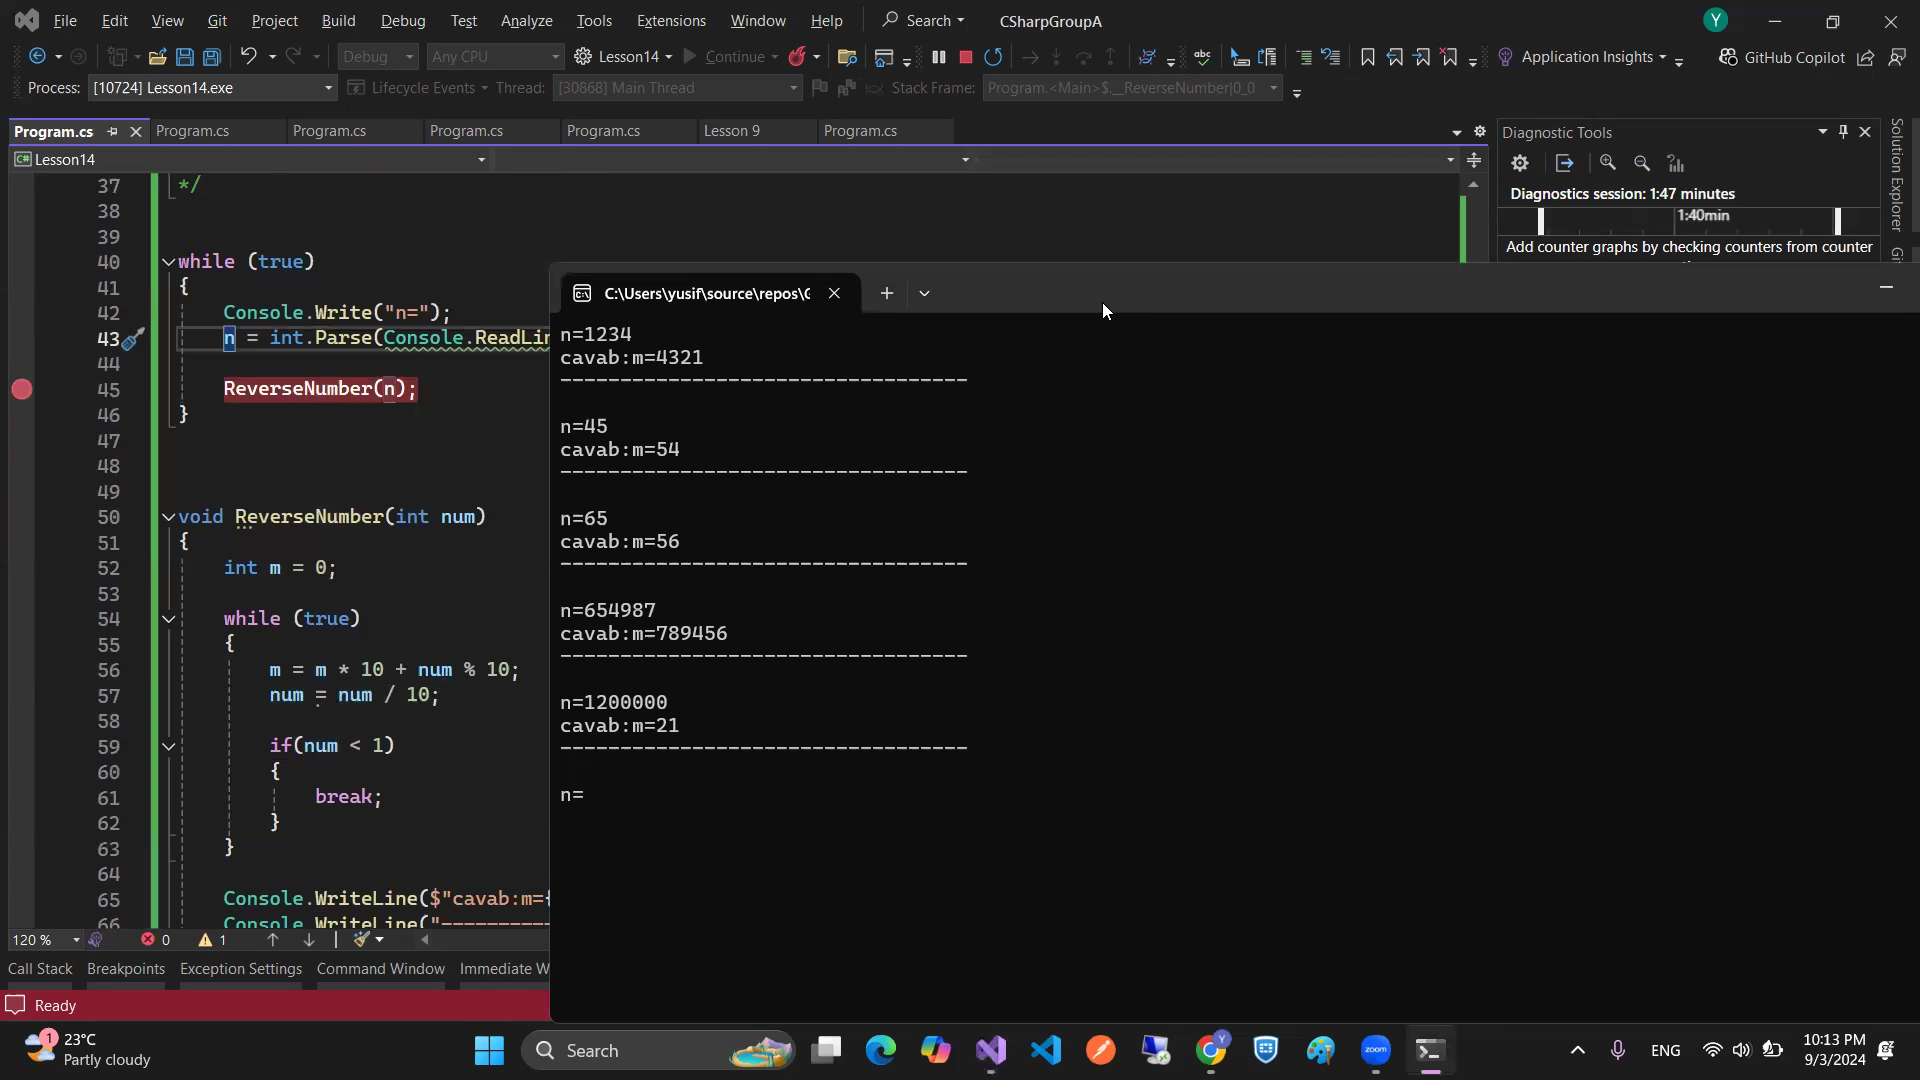 File Edit View Git Project Build Debug Test Analyze Tools Extensions Window Help Search CSharpGroupA Y
Debug Any CPU Lesson14 Continue Application Insights GitHub Copilot
Process: [10724] Lesson14.exe Lifecycle Events Thread: [30868] Main Thread Stack Frame: Program.<Main>$.__ReverseNumber|0_0
Program.cs Program.cs Program.cs Program.cs Program.cs Lesson 9 Program.cs
Lesson14
Diagnostic Tools
Diagnostics session: 1:47 minutes
1:40min
Add counter graphs by checking counters from counter
Solution Explorer
37 */
38
39
40 while (true)
41 {
42 Console.Write("n=");
43 n = int.Parse(Console.ReadLin
44
45 ReverseNumber(n);
46 }
47
48
49
50 void ReverseNumber(int num)
51 {
52 int m = 0;
53
54 while (true)
55 {
56 m = m * 10 + num % 10;
57 num = num / 10;
58
59 if(num < 1)
60 {
61 break;
62 }
63 }
64
65 Console.WriteLine($"cavab:m={
66 Console.WriteLine("----------
C:\Users\yusif\source\repos\
n=1234
cavab:m=4321
----------------------------------
n=45
cavab:m=54
----------------------------------
n=65
cavab:m=56
----------------------------------
n=654987
cavab:m=789456
----------------------------------
n=1200000
cavab:m=21
----------------------------------
n=
120 % 0 1
Call Stack Breakpoints Exception Settings Command Window Immediate W
Ready
1 23°C
Partly cloudy
Search
zoom
ENG
10:13 PM
9/3/2024